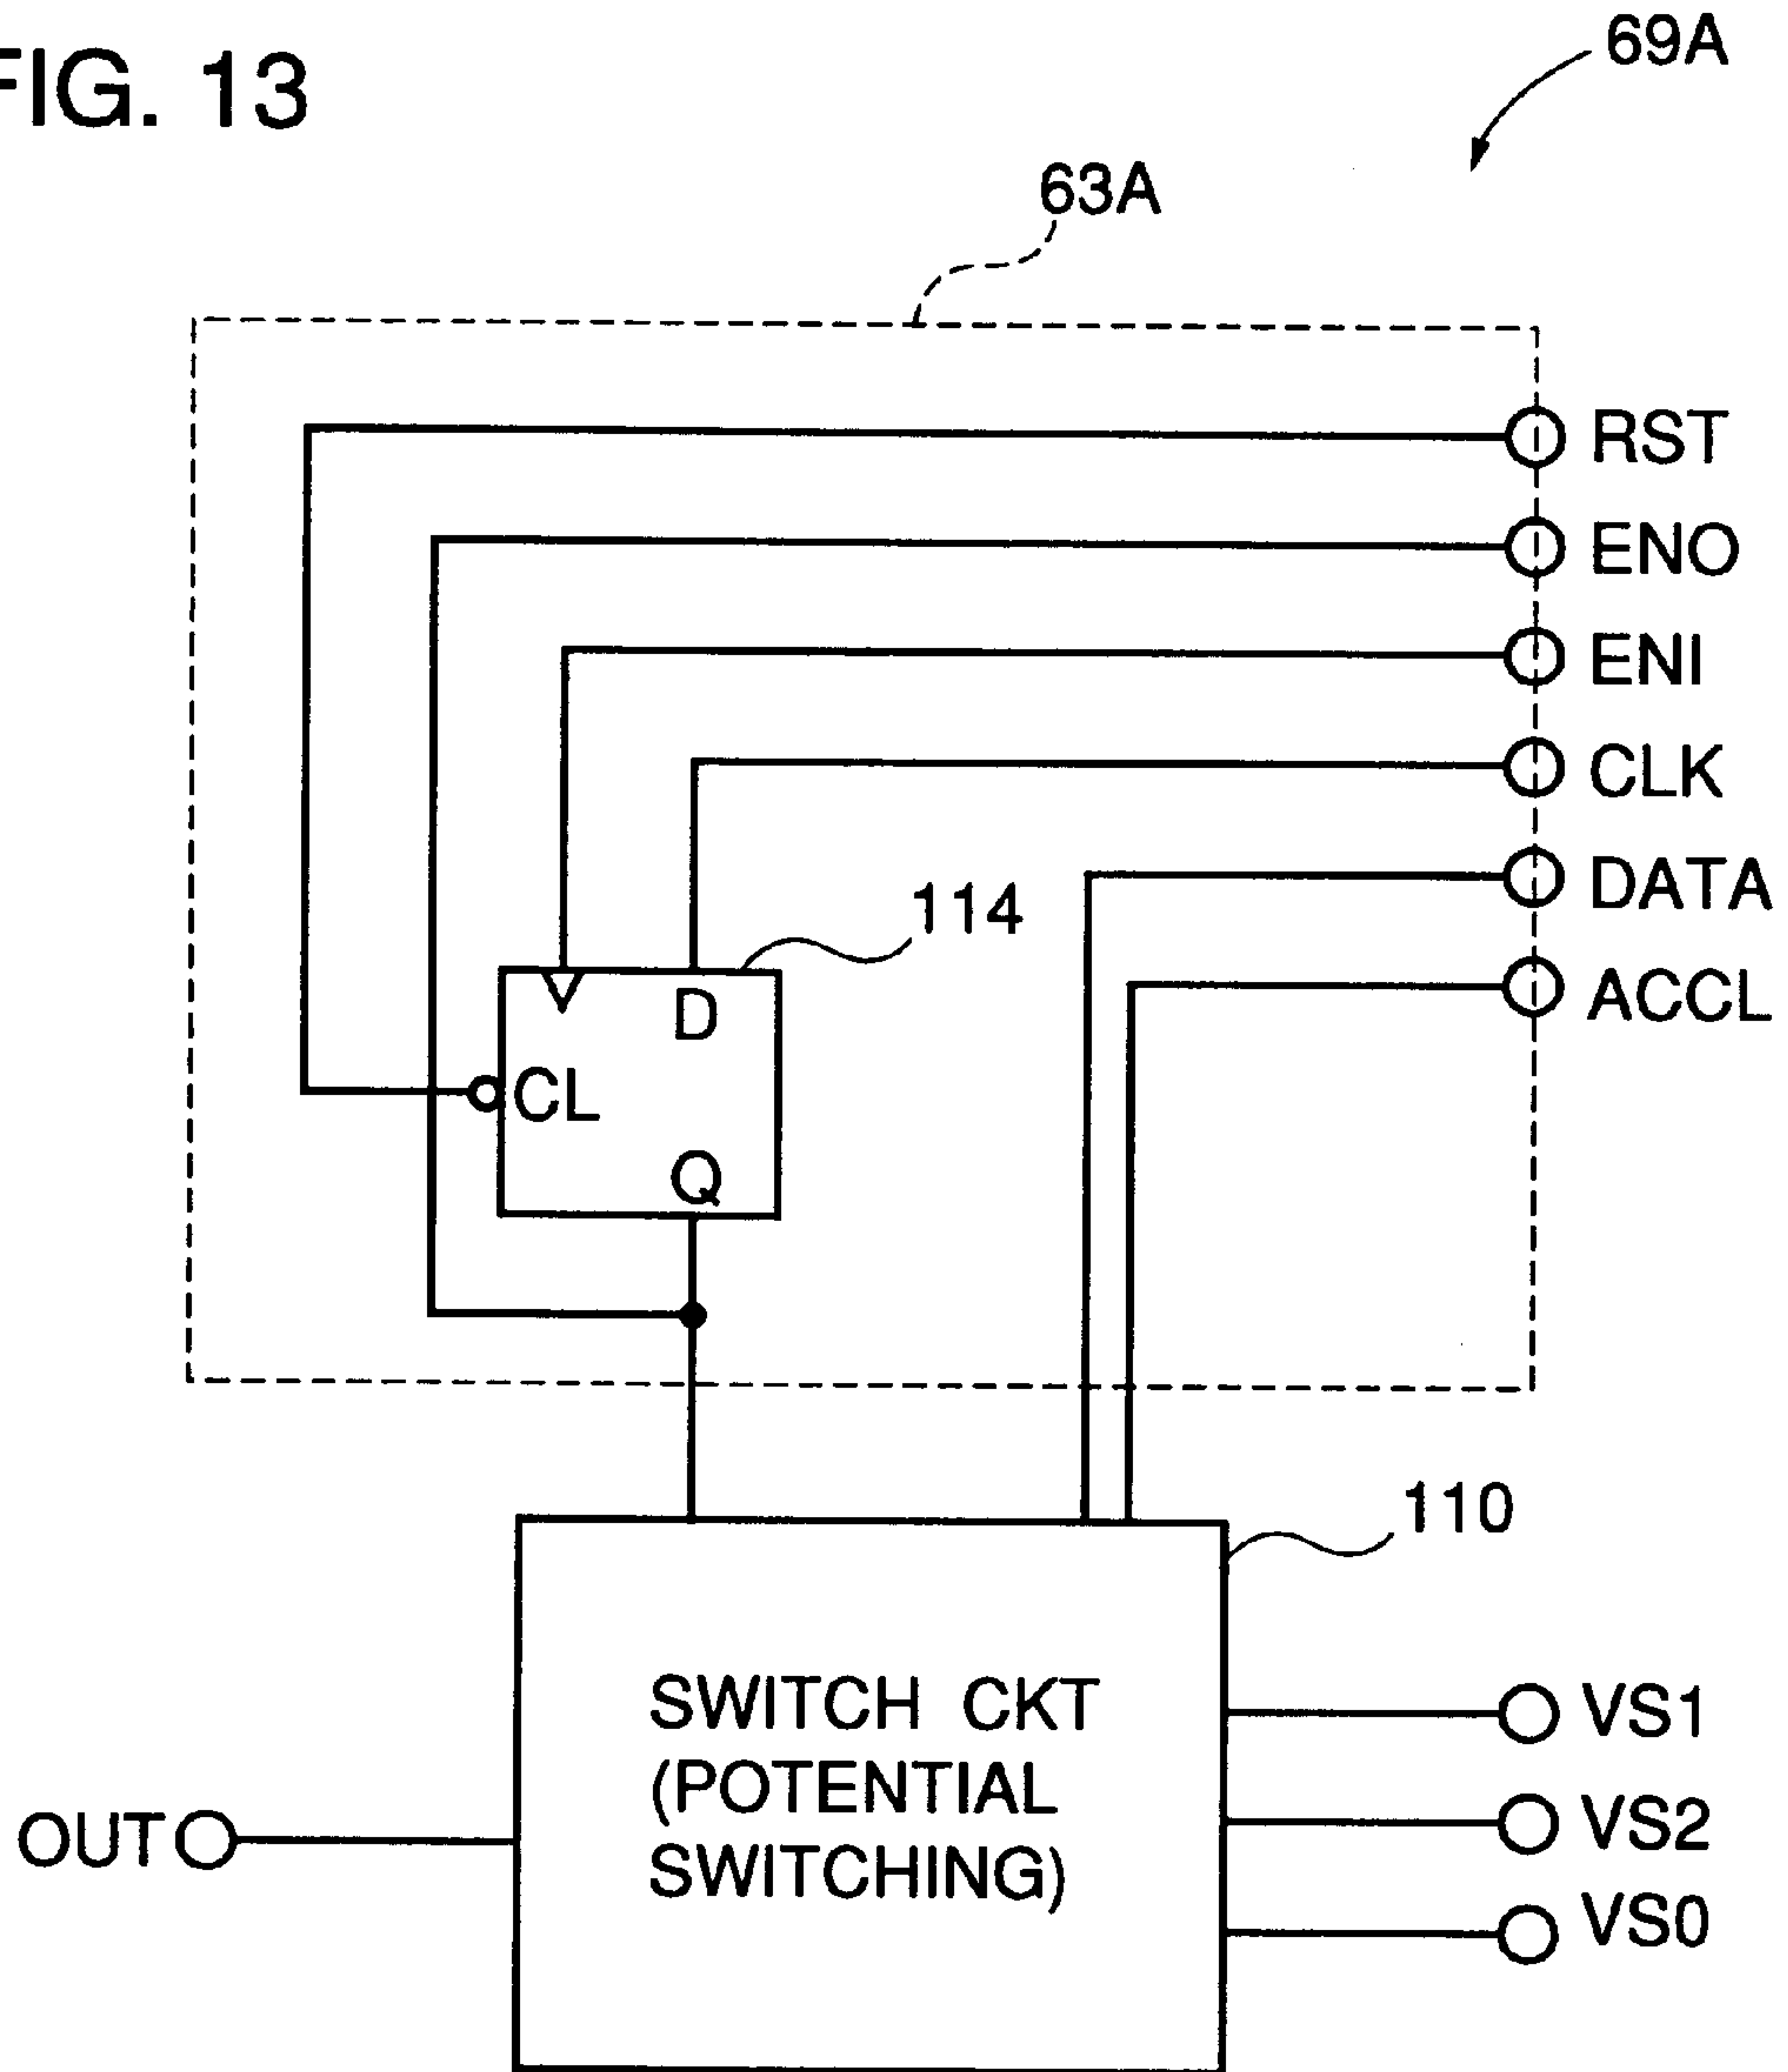 FIG. 13
69A
63A
RST
ENO
ENI
CLK
DATA
ACCL
114
D
CL
Q
110
SWITCH CKT
(POTENTIAL
SWITCHING)
OUT
VS1
VS2
VS0